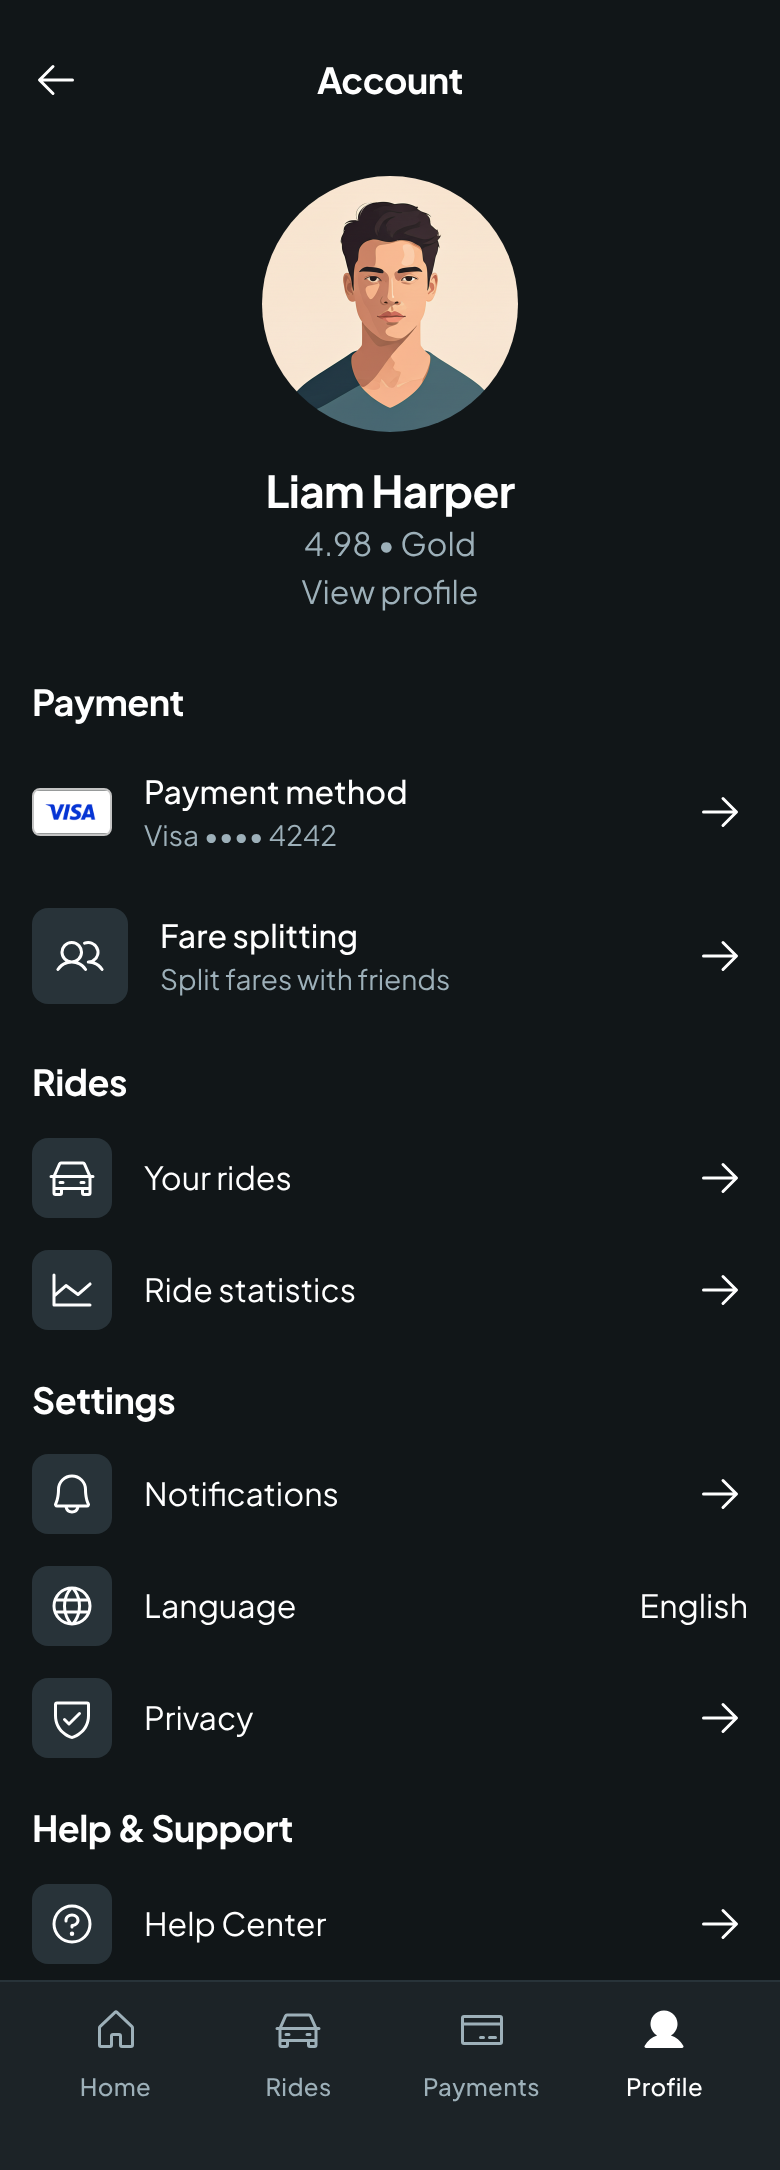 Account
Liam Harper
4.98 • Gold
View profile
Payment
VISA
Payment method
Visa •••• 4242
Fare splitting
Split fares with friends
Rides
Your rides
Ride statistics
Settings
Notifications
Language English
Privacy
Help & Support
Help Center
Home Rides Payments Profile